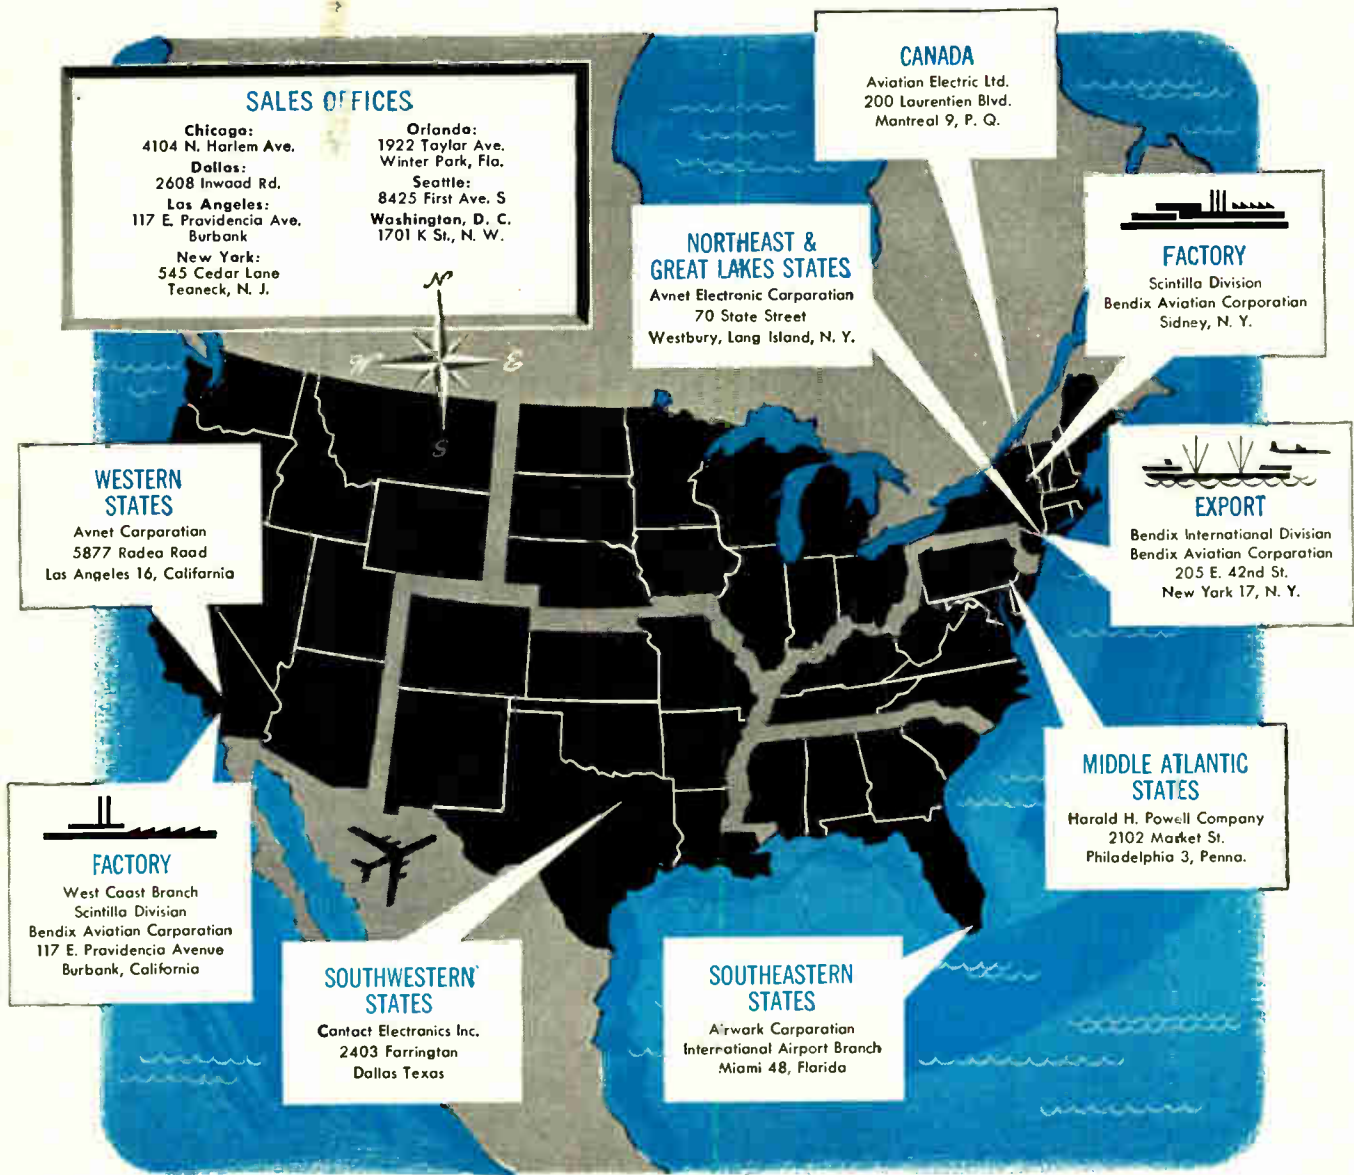 SALES OFFICES
Chicago:
4104 N. Harlem Ave.
Dallas:
2608 Inwood Rd.
Los Angeles:
117 E. Providencia Ave.
Burbank
New York:
545 Cedar Lane
Teaneck, N. J.
Orlando:
1922 Taylor Ave.
Winter Park, Fla.
Seattle:
8425 First Ave. S
Washington, D. C.
1701 K St., N. W.
N
W
E
S
CANADA
Aviation Electric Ltd.
200 Laurentien Blvd.
Montreal 9, P. Q.
NORTHEAST &
GREAT LAKES STATES
Avnet Electronic Corporation
70 State Street
Westbury, Long Island, N. Y.
FACTORY
Scintilla Division
Bendix Aviation Corporation
Sidney, N. Y.
WESTERN
STATES
Avnet Corporation
5877 Rodeo Road
Los Angeles 16, California
EXPORT
Bendix International Division
Bendix Aviation Corporation
205 E. 42nd St.
New York 17, N. Y.
MIDDLE ATLANTIC
STATES
Harold H. Powell Company
2102 Market St.
Philadelphia 3, Penna.
FACTORY
West Coast Branch
Scintilla Division
Bendix Aviation Corporation
117 E. Providencia Avenue
Burbank, California
SOUTHWESTERN
STATES
Contact Electronics Inc.
2403 Farrington
Dallas Texas
SOUTHEASTERN
STATES
Airwork Corporation
International Airport Branch
Miami 48, Florida